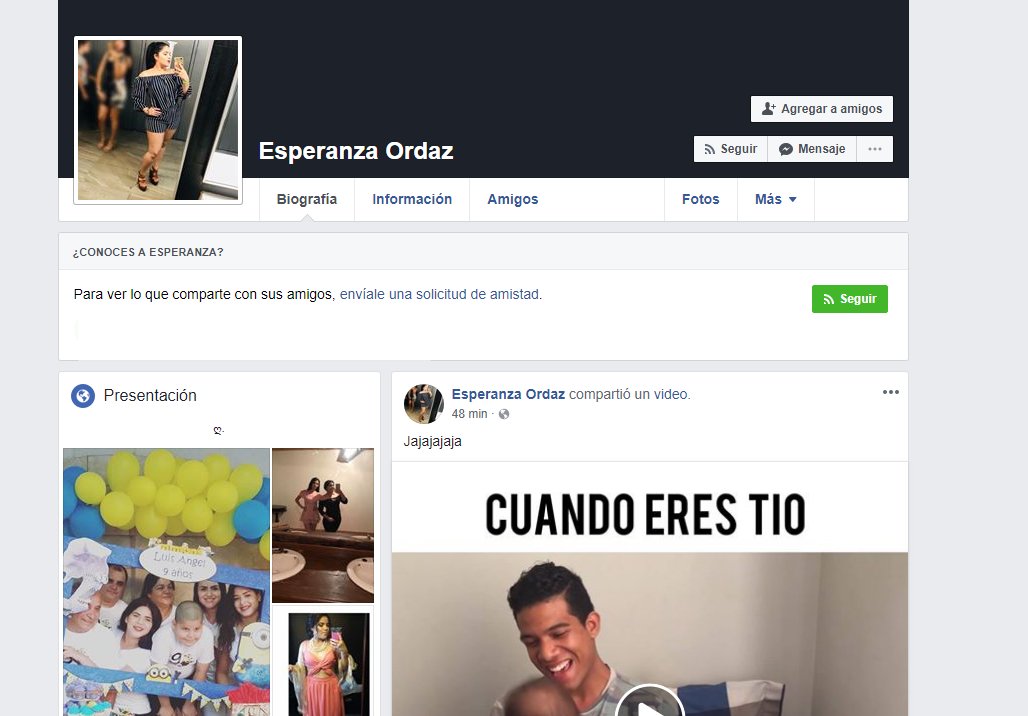 Agregar a amigos
Esperanza Ordaz
Seguir
Mensaje
Biografía
Información
Amigos
Fotos
Más
¿CONOCES A ESPERANZA?
Para ver lo que comparte con sus amigos, envíale una solicitud de amistad.
Seguir
Presentación
ღ·
Esperanza Ordaz compartió un video.
48 min ·
Jajajajaja
CUANDO ERES TIO
Luis Angel
9 años